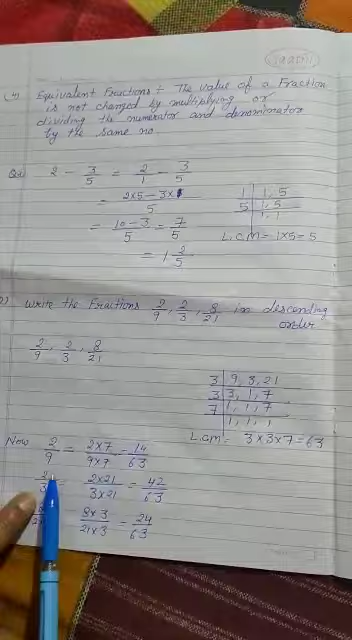 (4) Equivalent Fractions ÷ The value of a Fraction
is not changed by multiplying or
dividing the numerator and denominator
by the same no.
2 - 3/5 = 2/1 - 3/5
= 2×5-3×1/5
= 10-3/5 = 7/5
= 1 2/5
1 | 1, 5
5 | 1, 5
1, 1
L.C.M = 1×5 = 5
Write the Fractions 2/9, 2/3, 8/21 in descending
order
2/9, 2/3, 8/21
3 | 9, 3, 21
3 | 3, 1, 7
7 | 1, 1, 7
1, 1, 1
L.C.M = 3×3×7 = 63
Now 2/9 = 2×7/9×7 = 14/63
2/3 = 2×21/3×21 = 42/63
8×3/21×3 = 24/63